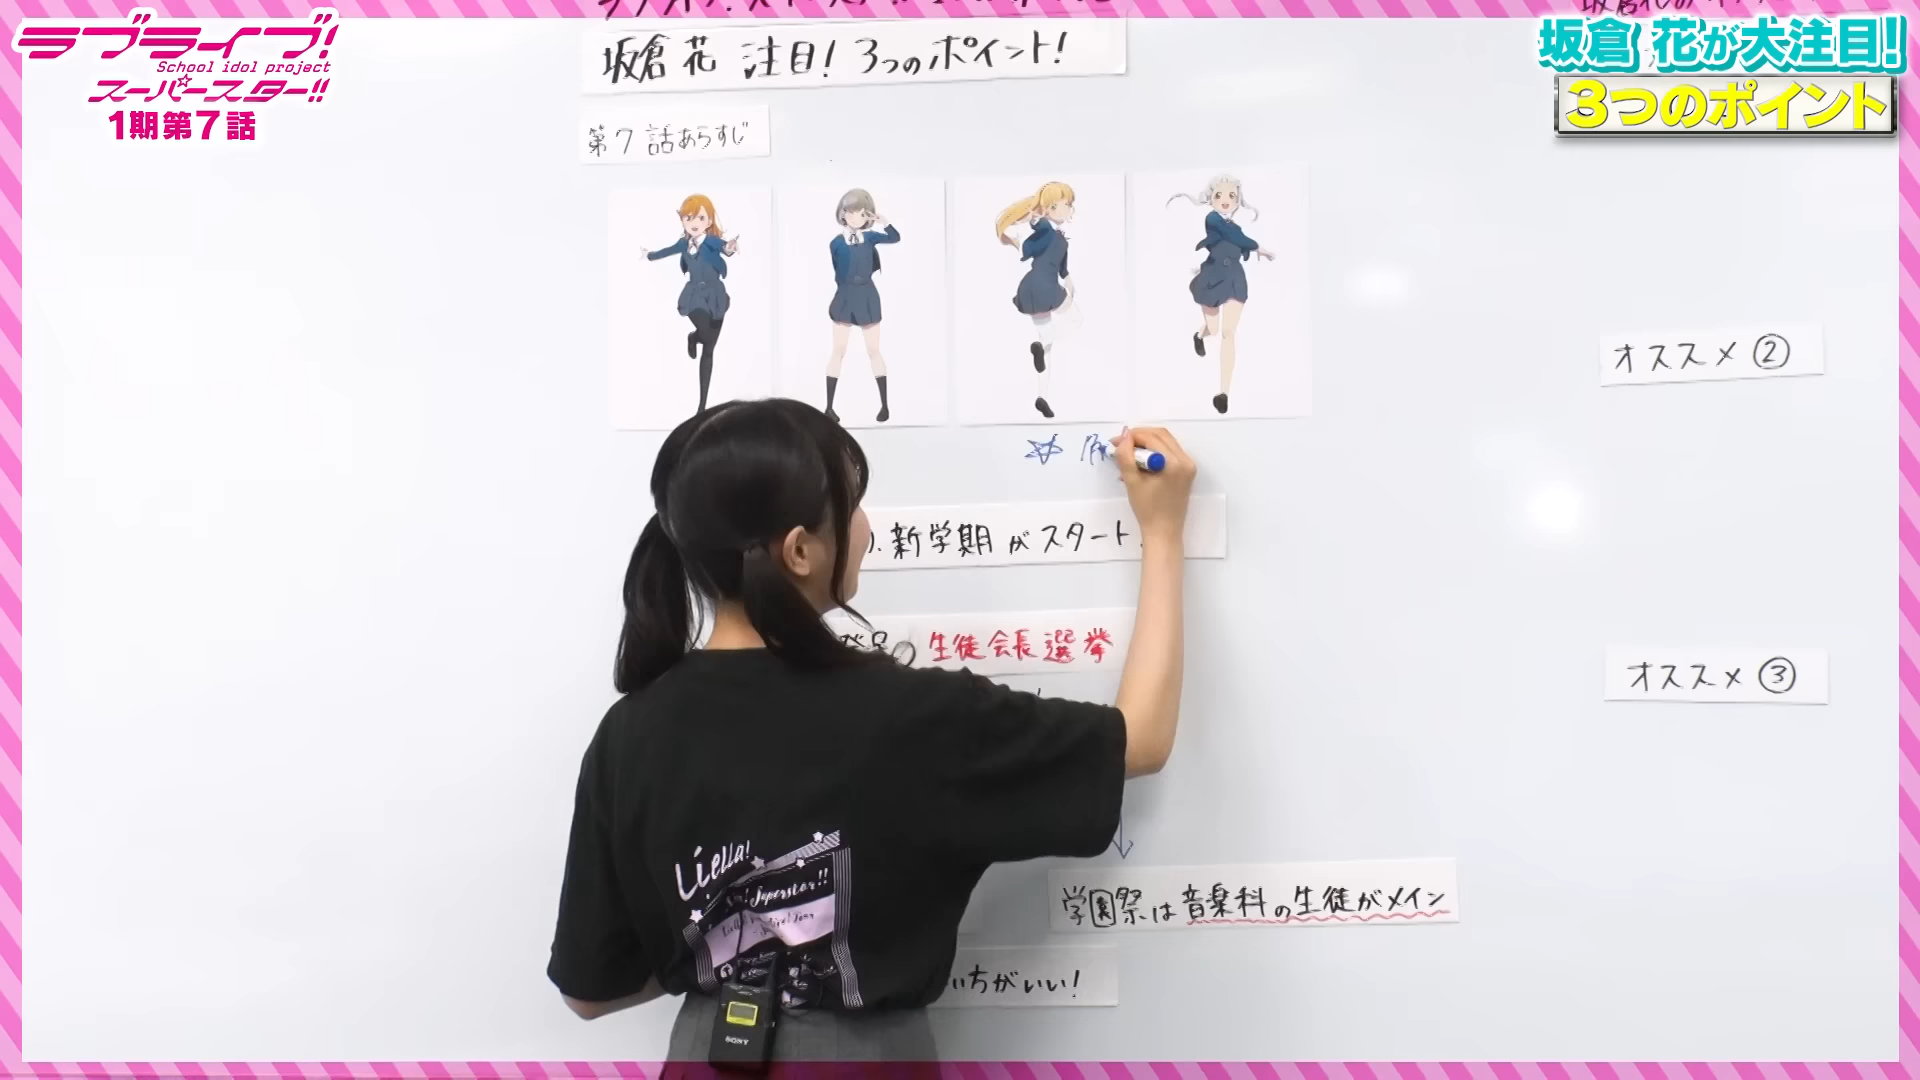 ラブライブ!
School idol project
スーパースター!!
1期第7話
坂倉 花が大注目!
3つのポイント
坂倉 花 注目! 3つのポイント!
第7話あらすじ
オススメ②
新学期がスタート
生徒会長選挙
オススメ③
学園祭は音楽科の生徒がメイン
いちがいい!
Liella!
Superstar!!
SONY